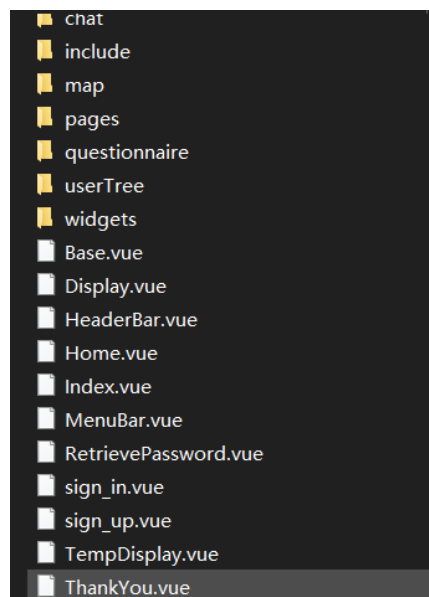 chat
include
map
pages
questionnaire
userTree
widgets
Base.vue
Display.vue
HeaderBar.vue
Home.vue
Index.vue
MenuBar.vue
RetrievePassword.vue
sign_in.vue
sign_up.vue
TempDisplay.vue
ThankYou.vue